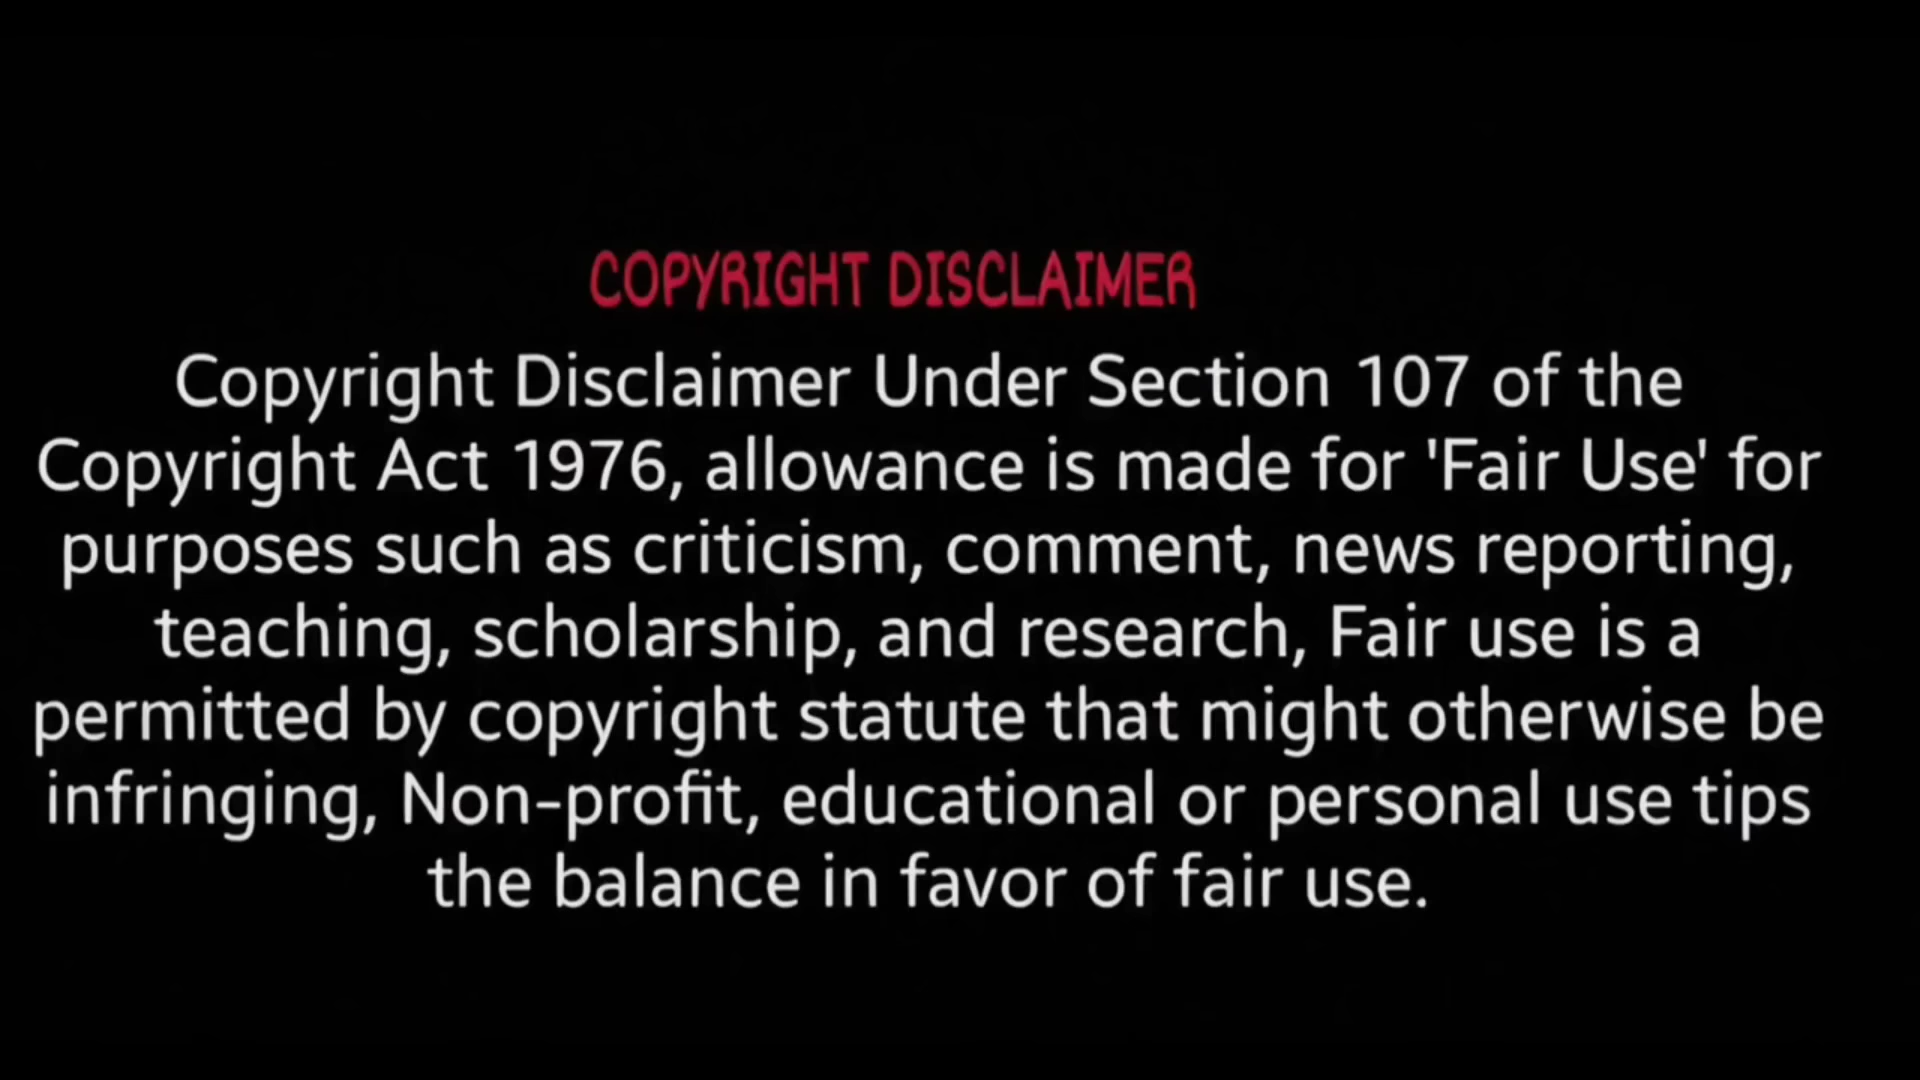 COPYRIGHT DISCLAIMER
Copyright Disclaimer Under Section 107 of the
Copyright Act 1976, allowance is made for 'Fair Use' for
purposes such as criticism, comment, news reporting,
teaching, scholarship, and research, Fair use is a
permitted by copyright statute that might otherwise be
infringing, Non-profit, educational or personal use tips
the balance in favor of fair use.